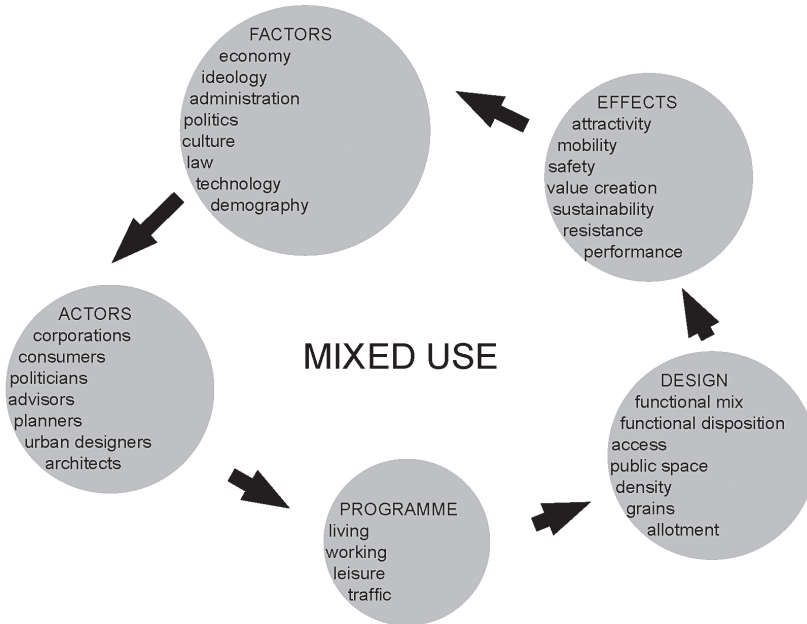 FACTORS
economy
ideology
administration
politics
culture
law
technology
demography
EFFECTS
attractivity
mobility
safety
value creation
sustainability
resistance
performance
ACTORS
corporations
consumers
politicians
advisors
planners
urban designers
architects
MIXED USE
DESIGN
functional mix
functional disposition
access
public space
density
grains
allotment
PROGRAMME
living
working
leisure
traffic